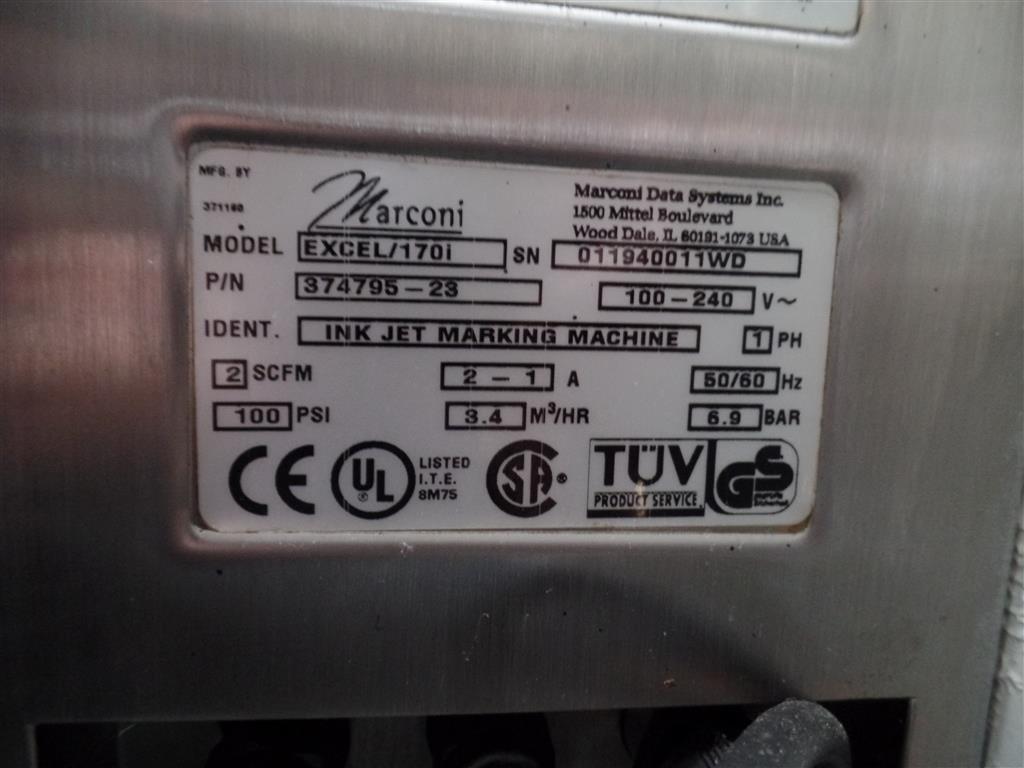 MFG. BY
371168
Marconi
Marconi Data Systems Inc.
1500 Mittel Boulevard
Wood Dale, IL 60191-1073 USA
MODEL EXCEL/170i SN 011940011WD
P/N 374795-23 100-240 V~
IDENT. INK JET MARKING MACHINE 1 PH
2 SCFM 2-1 A 50/60 Hz
100 PSI 3.4 M³/HR 6.9 BAR
CE UL LISTED
I.T.E.
8M75
SA ®
TÜV
PRODUCT SERVICE
GS